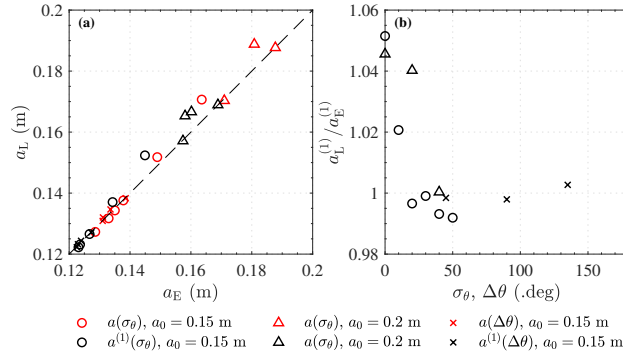 (a)
0.2
0.18
0.16
0.14
0.12
0.12
0.14
0.16
0.18
0.2
a_L (m)
a_E (m)
(b)
1.06
1.04
1.02
1
0.98
0
50
100
150
a_L^(1)/a_E^(1)
σ_θ, Δθ (.deg)
a(σ_θ), a_0 = 0.15 m a(σ_θ), a_0 = 0.2 m a(Δθ), a_0 = 0.15 m
a^(1)(σ_θ), a_0 = 0.15 m a(σ_θ), a_0 = 0.2 m a^(1)(Δθ), a_0 = 0.15 m